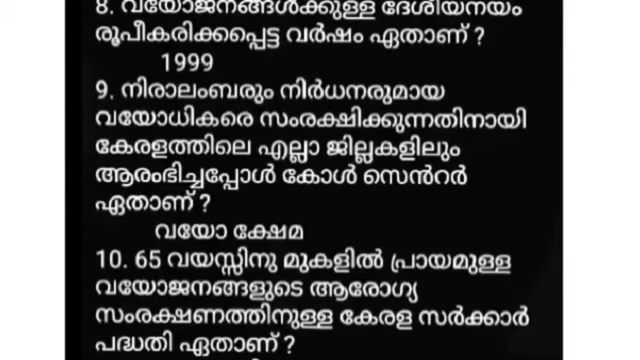 8. വയോജനങ്ങൾക്കുള്ള ദേശീയനയം
രൂപീകരിക്കപ്പെട്ട വർഷം ഏതാണ് ?
1999
9. നിരാലംബരും നിർധനരുമായ
വയോധികരെ സംരക്ഷിക്കുന്നതിനായി
കേരളത്തിലെ എല്ലാ ജില്ലകളിലും
ആരംഭിച്ചപ്പോൾ കോൾ സെൻറർ
ഏതാണ് ?
വയോ ക്ഷേമ
10. 65 വയസ്സിനു മുകളിൽ പ്രായമുള്ള
വയോജനങ്ങളുടെ ആരോഗ്യ
സംരക്ഷണത്തിനുള്ള കേരള സർക്കാർ
പദ്ധതി ഏതാണ് ?